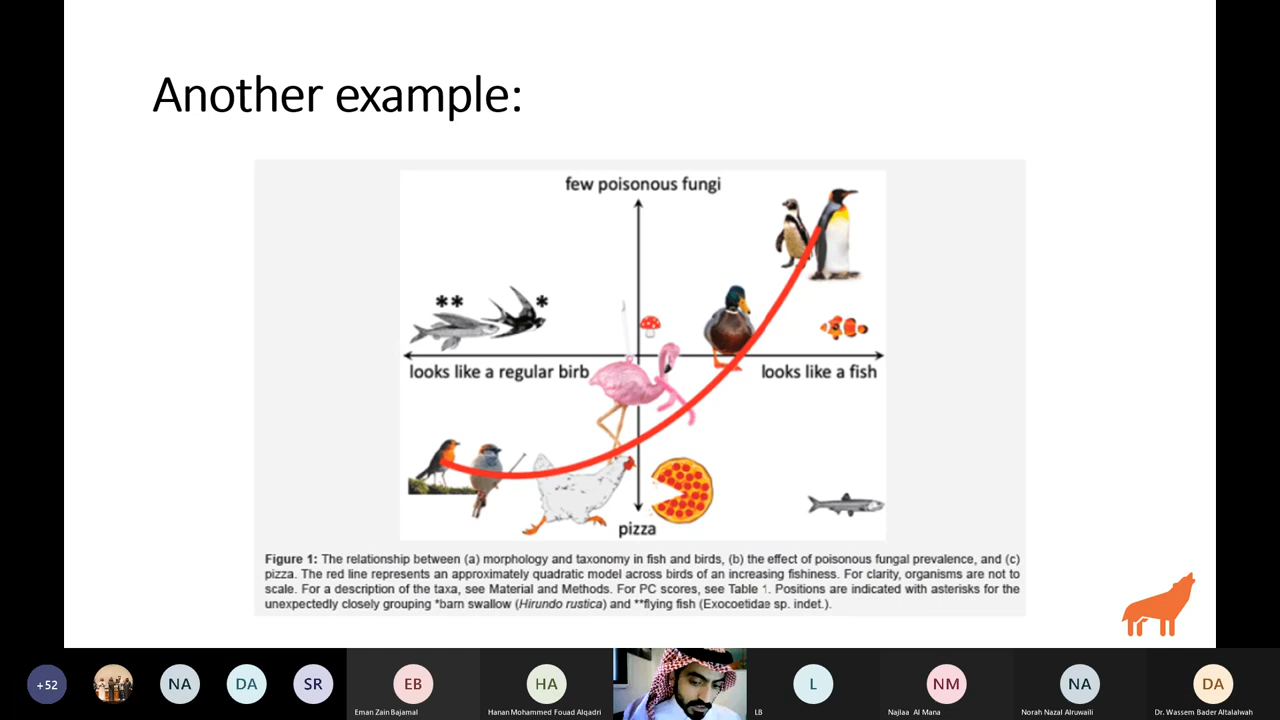 Another example:
few poisonous fungi
** *
looks like a regular birb
looks like a fish
pizza
Figure 1: The relationship between (a) morphology and taxonomy in fish and birds, (b) the effect of poisonous fungal prevalence, and (c)
pizza. The red line represents an approximately quadratic model across birds of an increasing fishiness. For clarity, organisms are not to
scale. For a description of the taxa, see Material and Methods. For PC scores, see Table 1. Positions are indicated with asterisks for the
unexpectedly closely grouping *barn swallow (Hirundo rustica) and **flying fish (Exocoetidae sp. indet.).
+52
NA
DA
SR
EB
HA
L
NM
NA
DA
Eman Zain Bajamal
Hanan Mohammed Fouad Alqadri
LB
Najlaa Al Mana
Norah Nazal Alruwaili
Dr. Wassem Bader Altalalwah